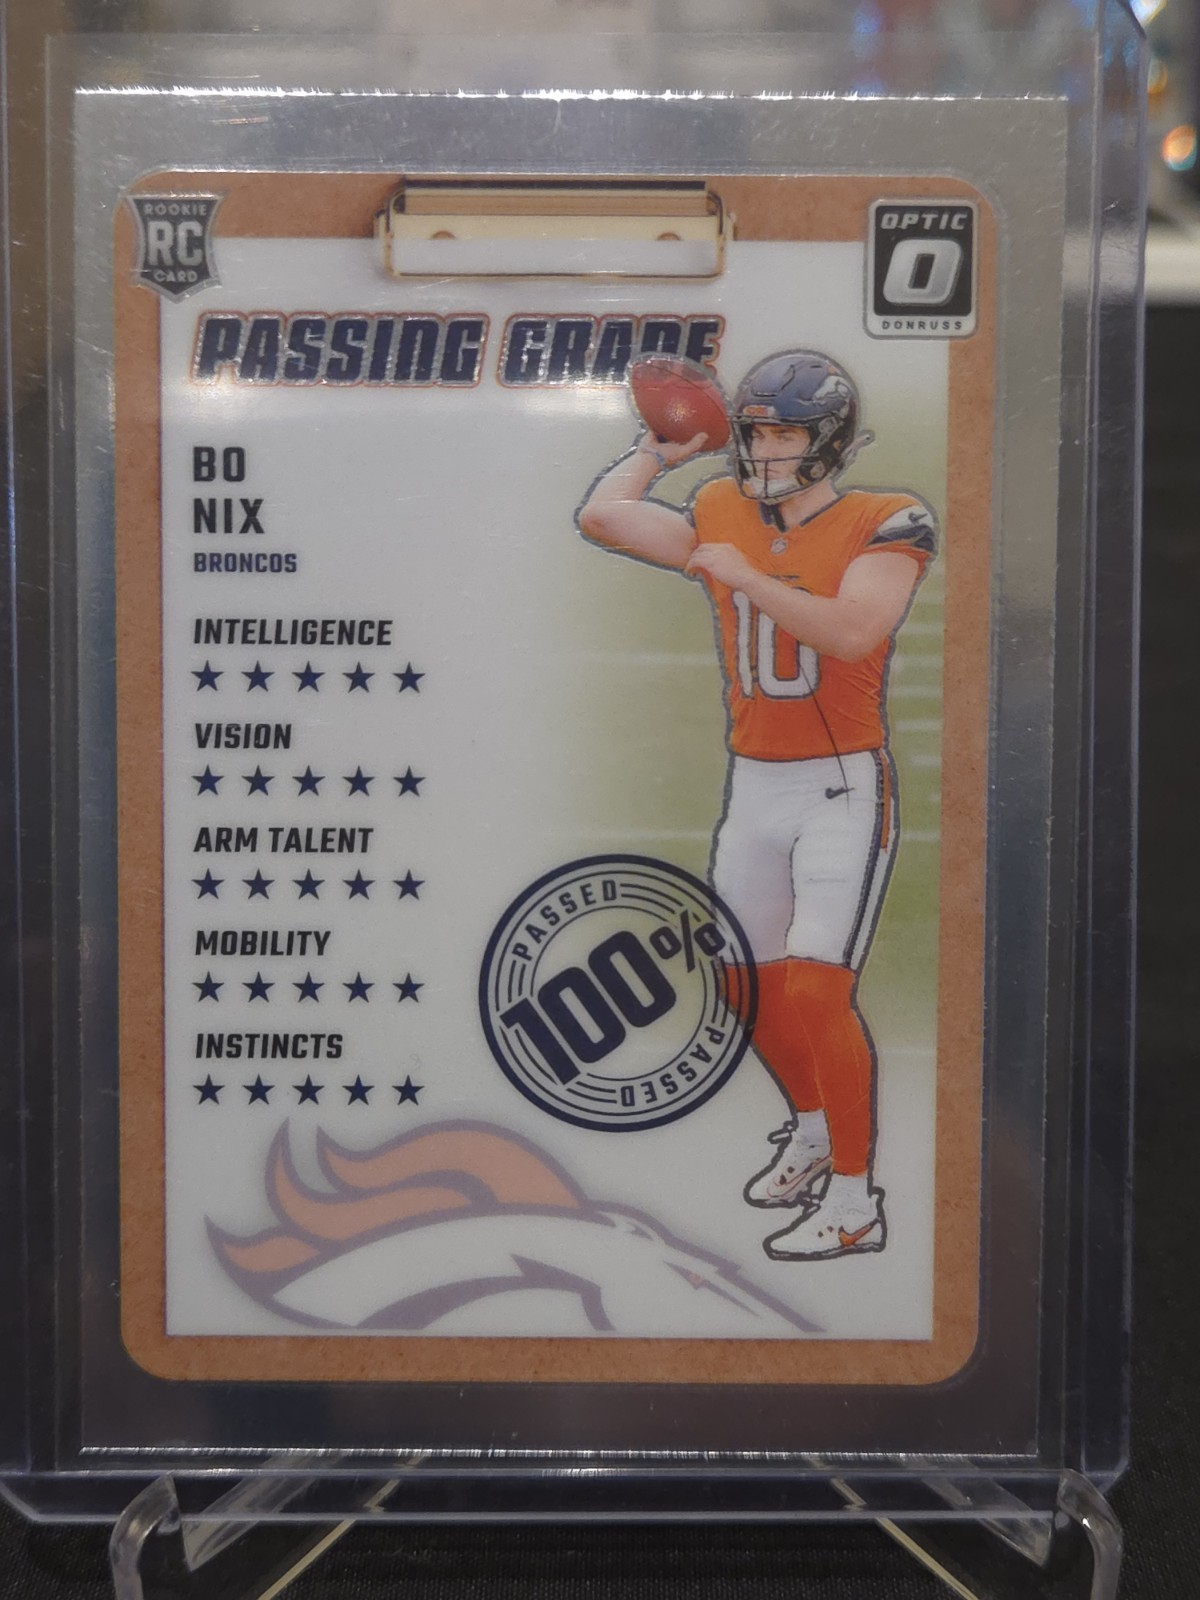 ROOKIE
RC
CARD
OPTIC
O
DONRUSS
PASSING GRADE
BO
NIX
BRONCOS
INTELLIGENCE
★ ★ ★ ★ ★
VISION
★ ★ ★ ★ ★
ARM TALENT
★ ★ ★ ★ ★
MOBILITY
★ ★ ★ ★ ★
INSTINCTS
★ ★ ★ ★ ★
10
PASSED
100%
PASSED